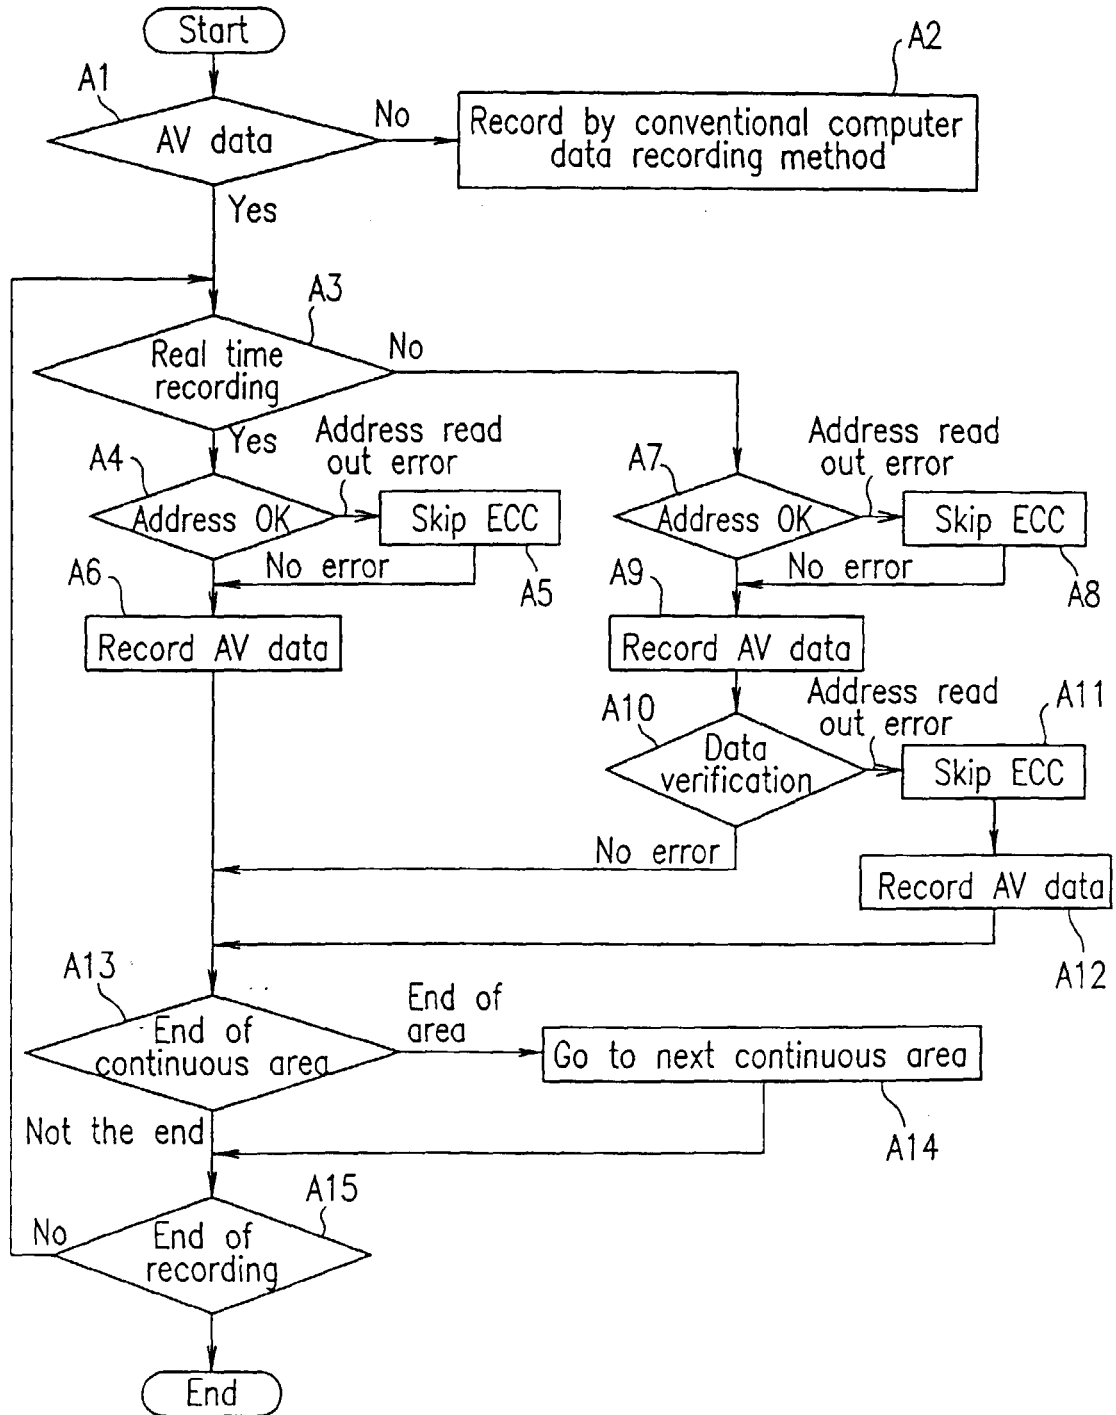 Start
A1
AV data
No
A2
Record by conventional computer
data recording method
Yes
A3
Real time
recording
No
Yes
Address read
out error
A4
Address OK
Skip ECC
A5
No error
A6
Record AV data
A7
Address read
out error
Address OK
Skip ECC
A8
No error
A9
Record AV data
A10
Data
verification
Address read
out error
A11
Skip ECC
No error
Record AV data
A12
A13
End of
continuous area
End of
area
Go to next continuous area
A14
Not the end
A15
End of
recording
No
End